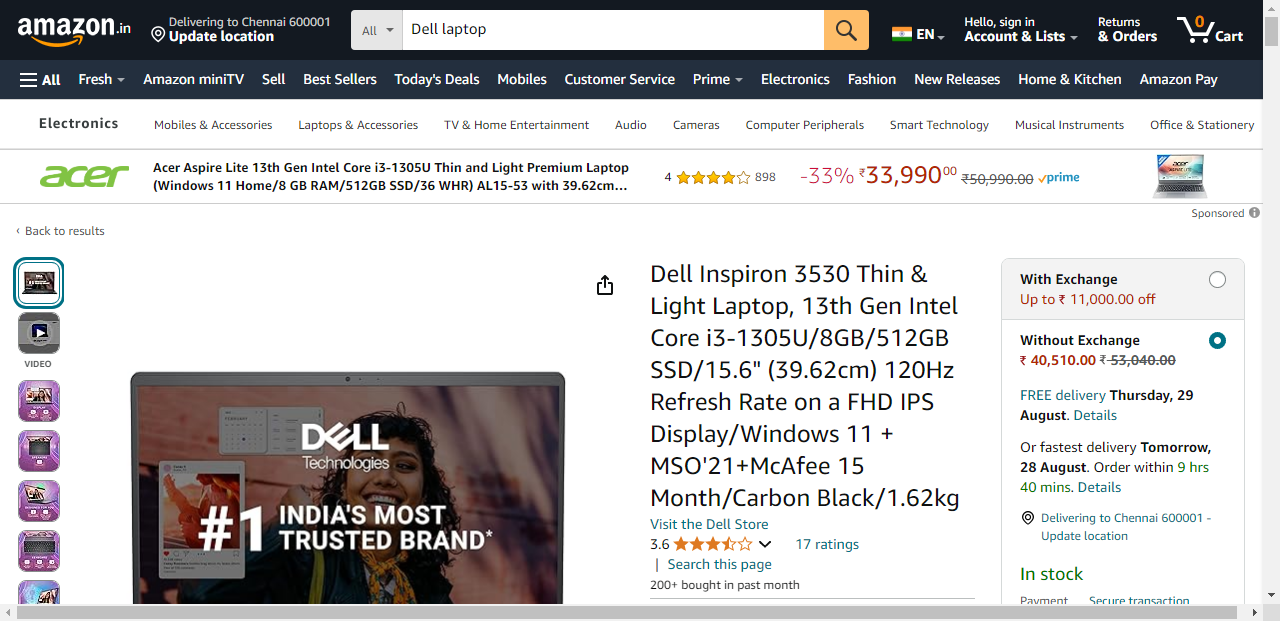 amazon.in
Delivering to Chennai 600001
Update location
All
Dell laptop
EN
Hello, sign in
Account & Lists
Returns
& Orders
0
Cart
All
Fresh
Amazon miniTV
Sell
Best Sellers
Today's Deals
Mobiles
Customer Service
Prime
Electronics
Fashion
New Releases
Home & Kitchen
Amazon Pay
Electronics
Mobiles & Accessories
Laptops & Accessories
TV & Home Entertainment
Audio
Cameras
Computer Peripherals
Smart Technology
Musical Instruments
Office & Stationery
acer
Acer Aspire Lite 13th Gen Intel Core i3-1305U Thin and Light Premium Laptop
(Windows 11 Home/8 GB RAM/512GB SSD/36 WHR) AL15-53 with 39.62cm...
4
898
-33% ₹33,99000 ₹50,990.00 prime
Sponsored
‹ Back to results
VIDEO
DELL
Technologies
#1 INDIA'S MOST
TRUSTED BRAND*
Dell Inspiron 3530 Thin &
Light Laptop, 13th Gen Intel
Core i3-1305U/8GB/512GB
SSD/15.6" (39.62cm) 120Hz
Refresh Rate on a FHD IPS
Display/Windows 11 +
MSO'21+McAfee 15
Month/Carbon Black/1.62kg
Visit the Dell Store
3.6
17 ratings
| Search this page
200+ bought in past month
With Exchange
Up to ₹ 11,000.00 off
Without Exchange
₹ 40,510.00 ₹ 53,040.00
FREE delivery Thursday, 29
August. Details
Or fastest delivery Tomorrow,
28 August. Order within 9 hrs
40 mins. Details
Delivering to Chennai 600001 -
Update location
In stock
Payment
Secure transaction